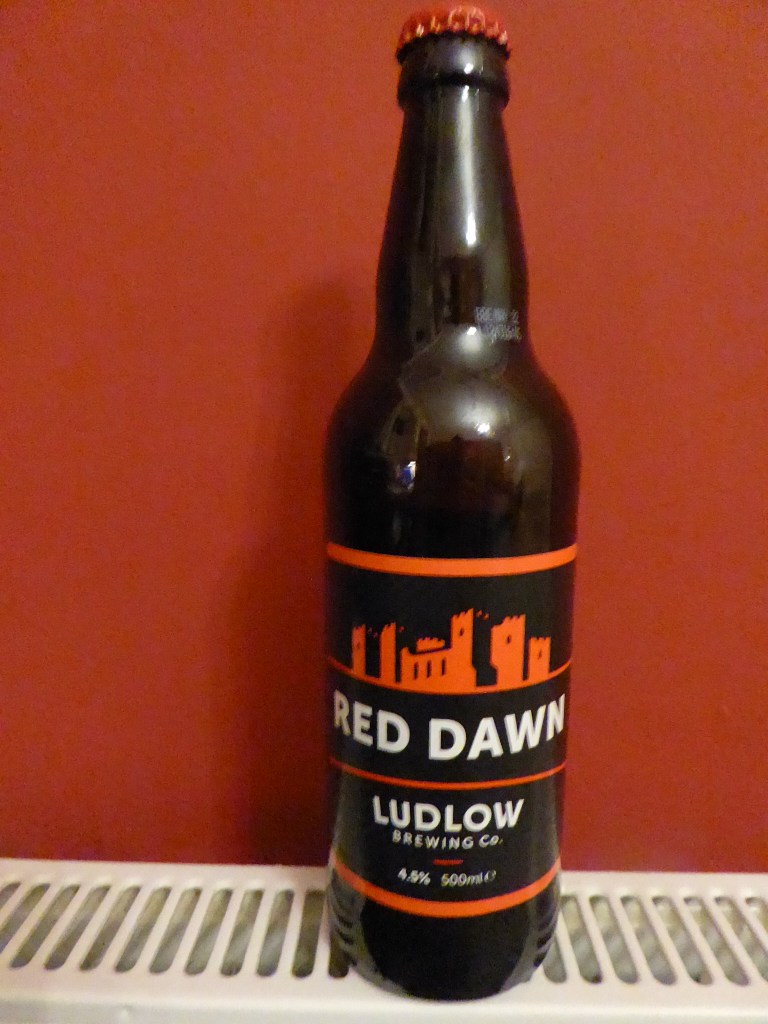 RED DAWN
LUDLOW
BREWING Co.
4.5% 500ml ℮